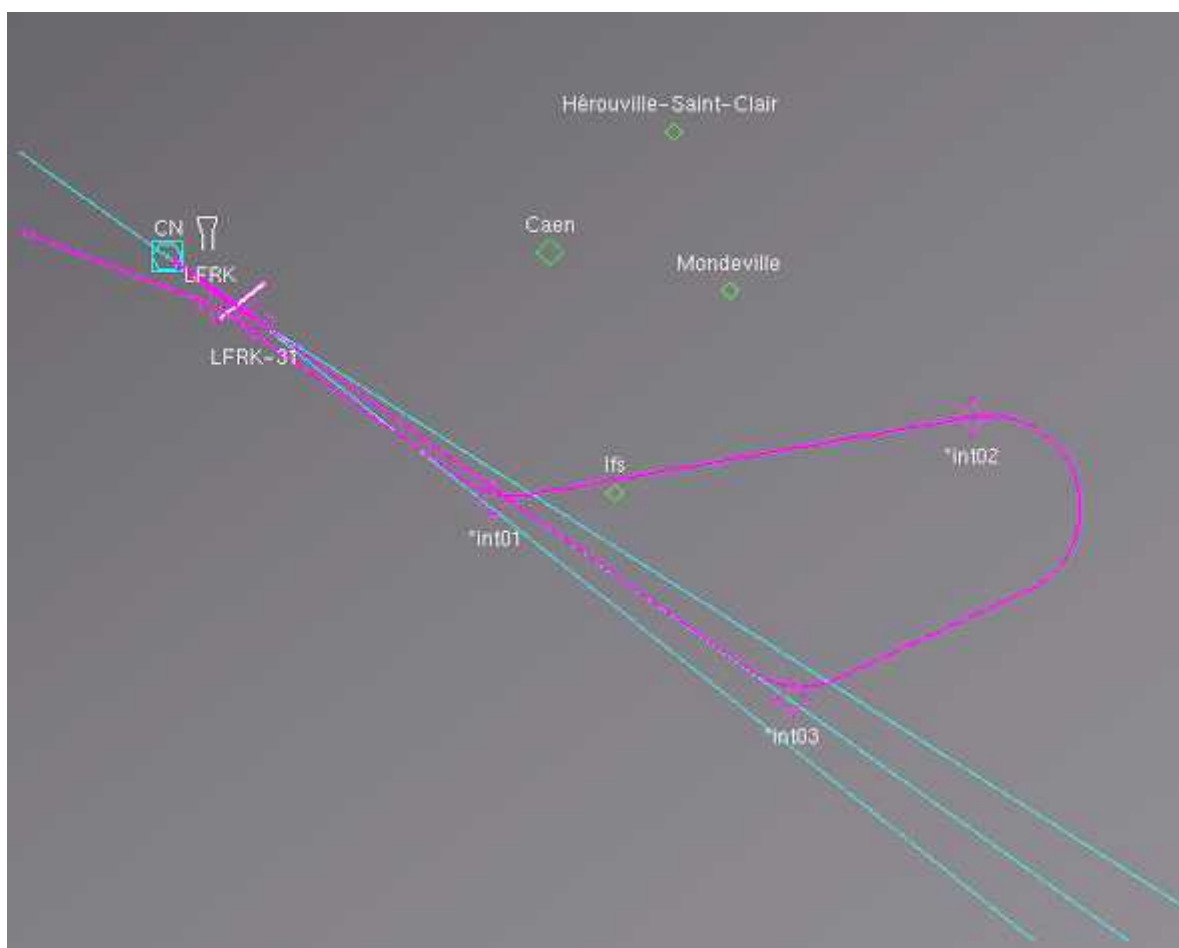 Hérouville-Saint-Clair
CN
Caen
Mondeville
LFRK
LFRK-31
*int02
Ifs
*int01
*int03